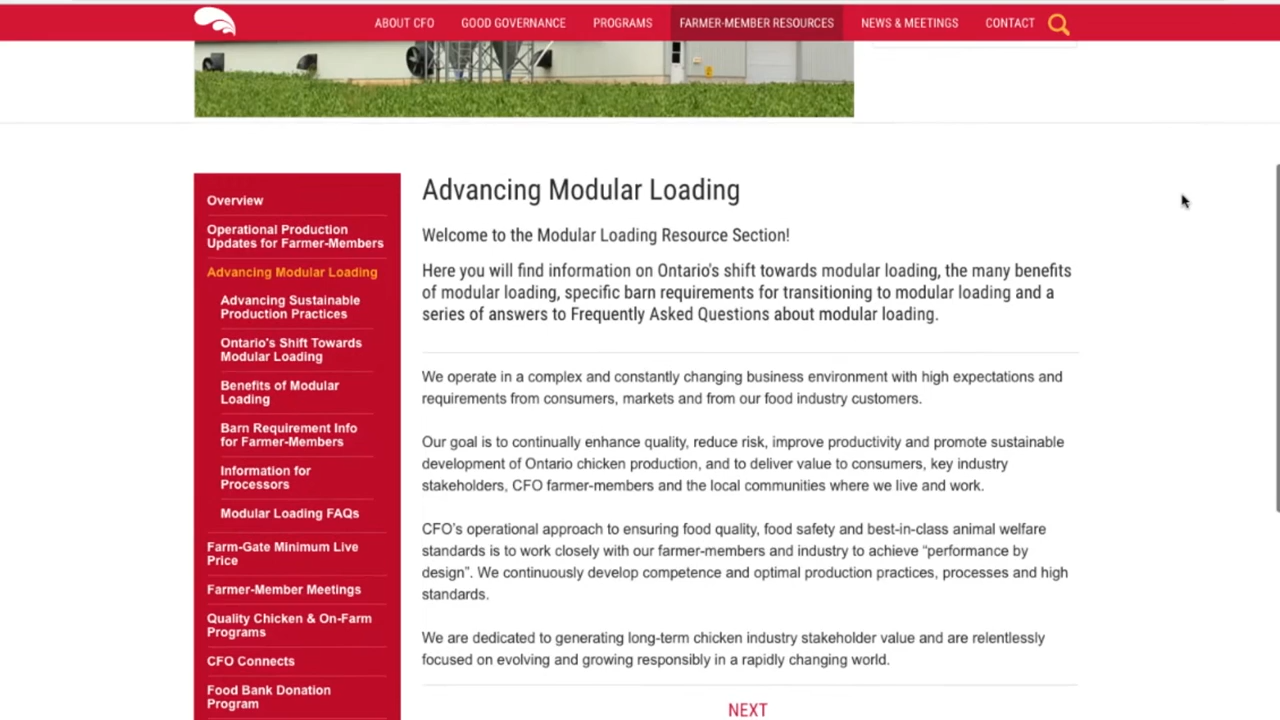 ABOUT CFO GOOD GOVERNANCE PROGRAMS FARMER-MEMBER RESOURCES NEWS & MEETINGS CONTACT
Overview
Operational Production
Updates for Farmer-Members
Advancing Modular Loading
Advancing Sustainable
Production Practices
Ontario's Shift Towards
Modular Loading
Benefits of Modular
Loading
Barn Requirement Info
for Farmer-Members
Information for
Processors
Modular Loading FAQs
Farm-Gate Minimum Live
Price
Farmer-Member Meetings
Quality Chicken & On-Farm
Programs
CFO Connects
Food Bank Donation
Program
Advancing Modular Loading
Welcome to the Modular Loading Resource Section!
Here you will find information on Ontario's shift towards modular loading, the many benefits
of modular loading, specific barn requirements for transitioning to modular loading and a
series of answers to Frequently Asked Questions about modular loading.
We operate in a complex and constantly changing business environment with high expectations and
requirements from consumers, markets and from our food industry customers.
Our goal is to continually enhance quality, reduce risk, improve productivity and promote sustainable
development of Ontario chicken production, and to deliver value to consumers, key industry
stakeholders, CFO farmer-members and the local communities where we live and work.
CFO's operational approach to ensuring food quality, food safety and best-in-class animal welfare
standards is to work closely with our farmer-members and industry to achieve “performance by
design”. We continuously develop competence and optimal production practices, processes and high
standards.
We are dedicated to generating long-term chicken industry stakeholder value and are relentlessly
focused on evolving and growing responsibly in a rapidly changing world.
NEXT